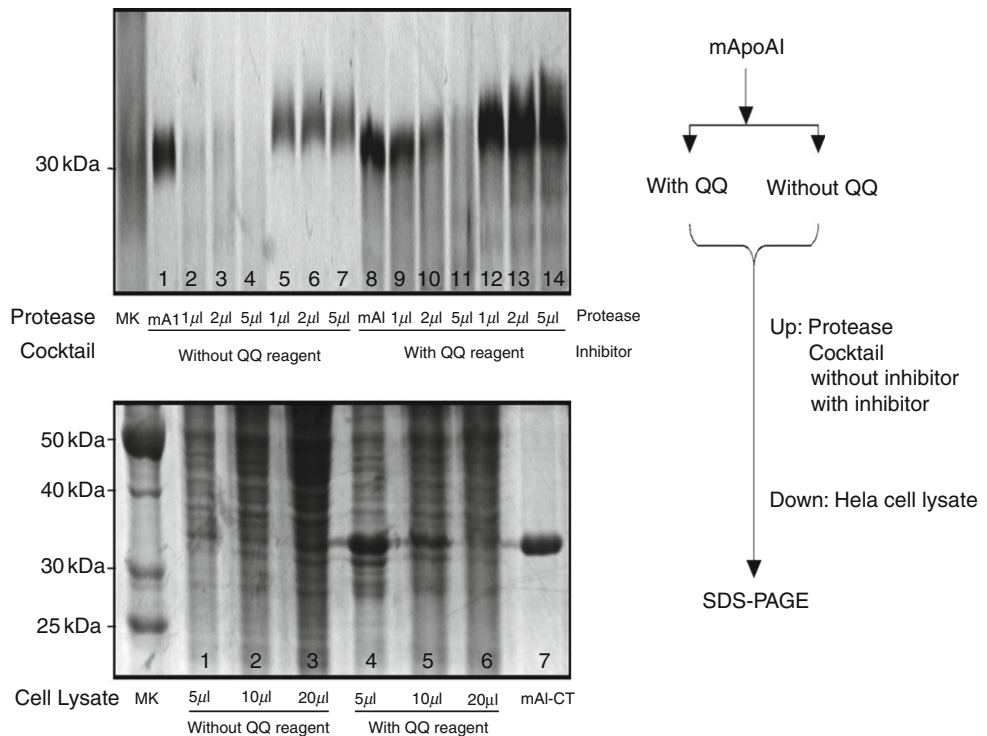 30 kDa
1 2 3 4 5 6 7 8 9 10 11 12 13 14
Protease MK mA1 1μl 2μl 5μl 1μl 2μl 5μl mAI 1μl 2μl 5μl 1μl 2μl 5μl Protease
Cocktail Without QQ reagent With QQ reagent Inhibitor
50 kDa
40 kDa
30 kDa
25 kDa
1 2 3 4 5 6 7
Cell Lysate MK 5μl 10μl 20μl 5μl 10μl 20μl mAI-CT
Without QQ reagent With QQ reagent
mApoAI
With QQ Without QQ
Up: Protease
Cocktail
without inhibitor
with inhibitor
Down: Hela cell lysate
SDS-PAGE